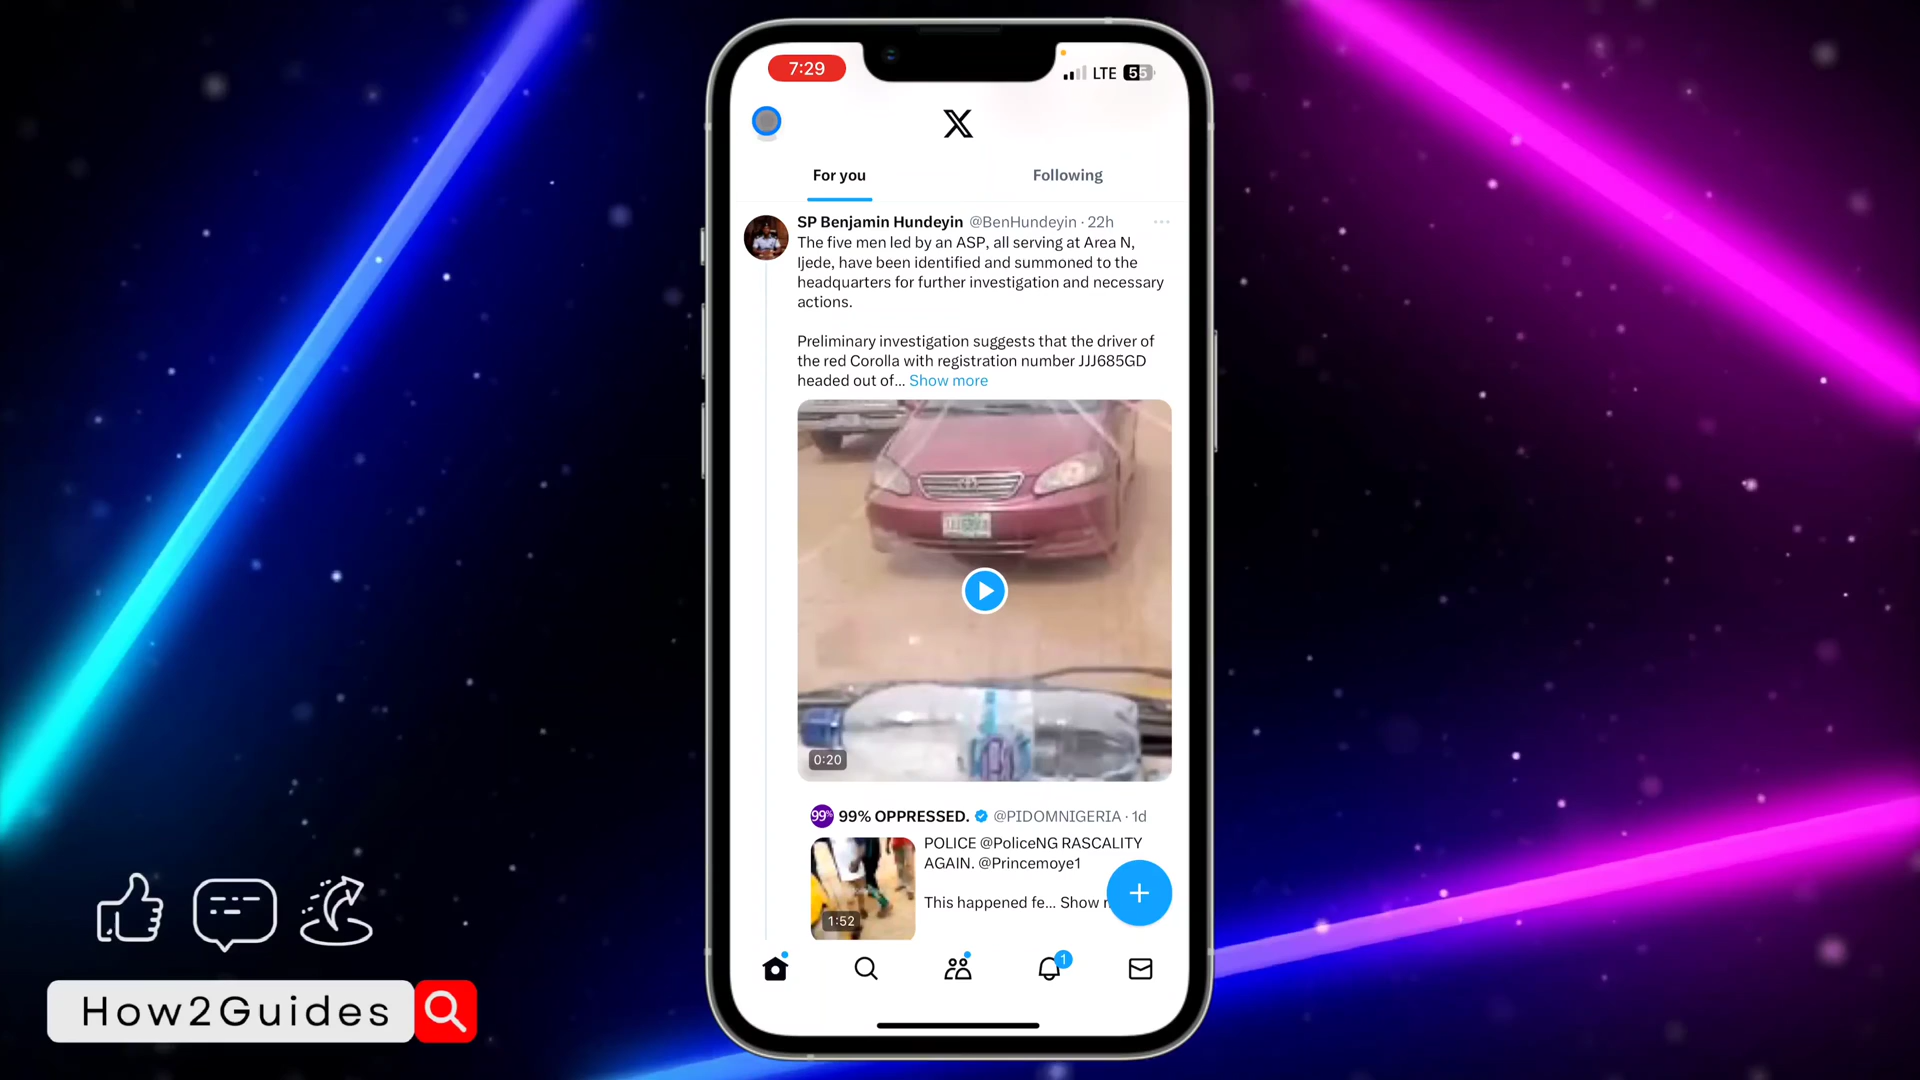 7:29
LTE 55
X
For you
Following
SP Benjamin Hundeyin @BenHundeyin · 22h
The five men led by an ASP, all serving at Area N,
Ijede, have been identified and summoned to the
headquarters for further investigation and necessary
actions.
Preliminary investigation suggests that the driver of
the red Corolla with registration number JJJ685GD
headed out of... Show more
0:20
99% 99% OPPRESSED. @PIDOMNIGERIA · 1d
POLICE @PoliceNG RASCALITY
AGAIN. @Princemoye1
This happened fe... Show
1:52
1
How2Guides